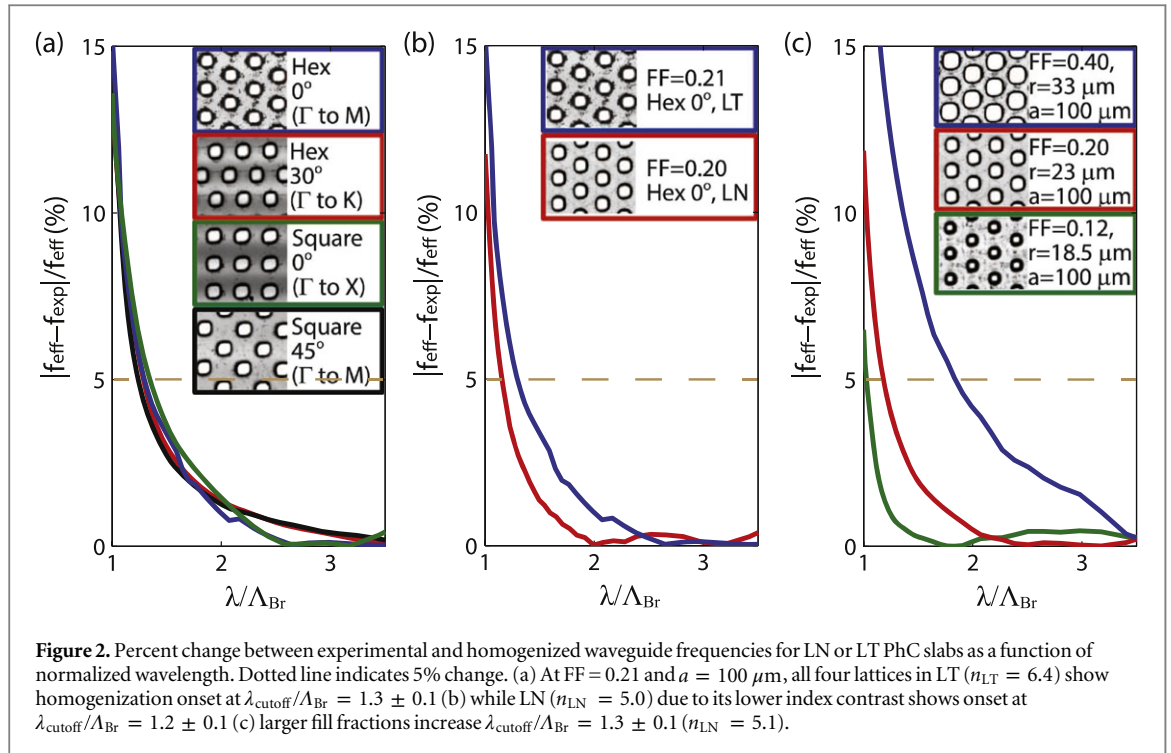 (a)
15
10
5
0
|feff−fexp|/feff (%)
Hex
0°
(Γ to M)
Hex
30°
(Γ to K)
Square
0°
(Γ to X)
Square
45°
(Γ to M)
1
2
3
λ/ΛBr
(b)
15
10
5
0
|feff−fexp|/feff (%)
FF=0.21
Hex 0°, LT
FF=0.20
Hex 0°, LN
1
2
3
λ/ΛBr
(c)
15
10
5
0
|feff−fexp|/feff (%)
FF=0.40,
r=33 μm
a=100 μm
FF=0.20
r=23 μm
a=100 μm
FF=0.12,
r=18.5 μm
a=100 μm
1
2
3
λ/ΛBr
Figure 2. Percent change between experimental and homogenized waveguide frequencies for LN or LT PhC slabs as a function of
normalized wavelength. Dotted line indicates 5% change. (a) At FF = 0.21 and a = 100 μm, all four lattices in LT (nLT = 6.4) show
homogenization onset at λcutoff/ΛBr = 1.3 ± 0.1 (b) while LN (nLN = 5.0) due to its lower index contrast shows onset at
λcutoff/ΛBr = 1.2 ± 0.1 (c) larger fill fractions increase λcutoff/ΛBr = 1.3 ± 0.1 (nLN = 5.1).